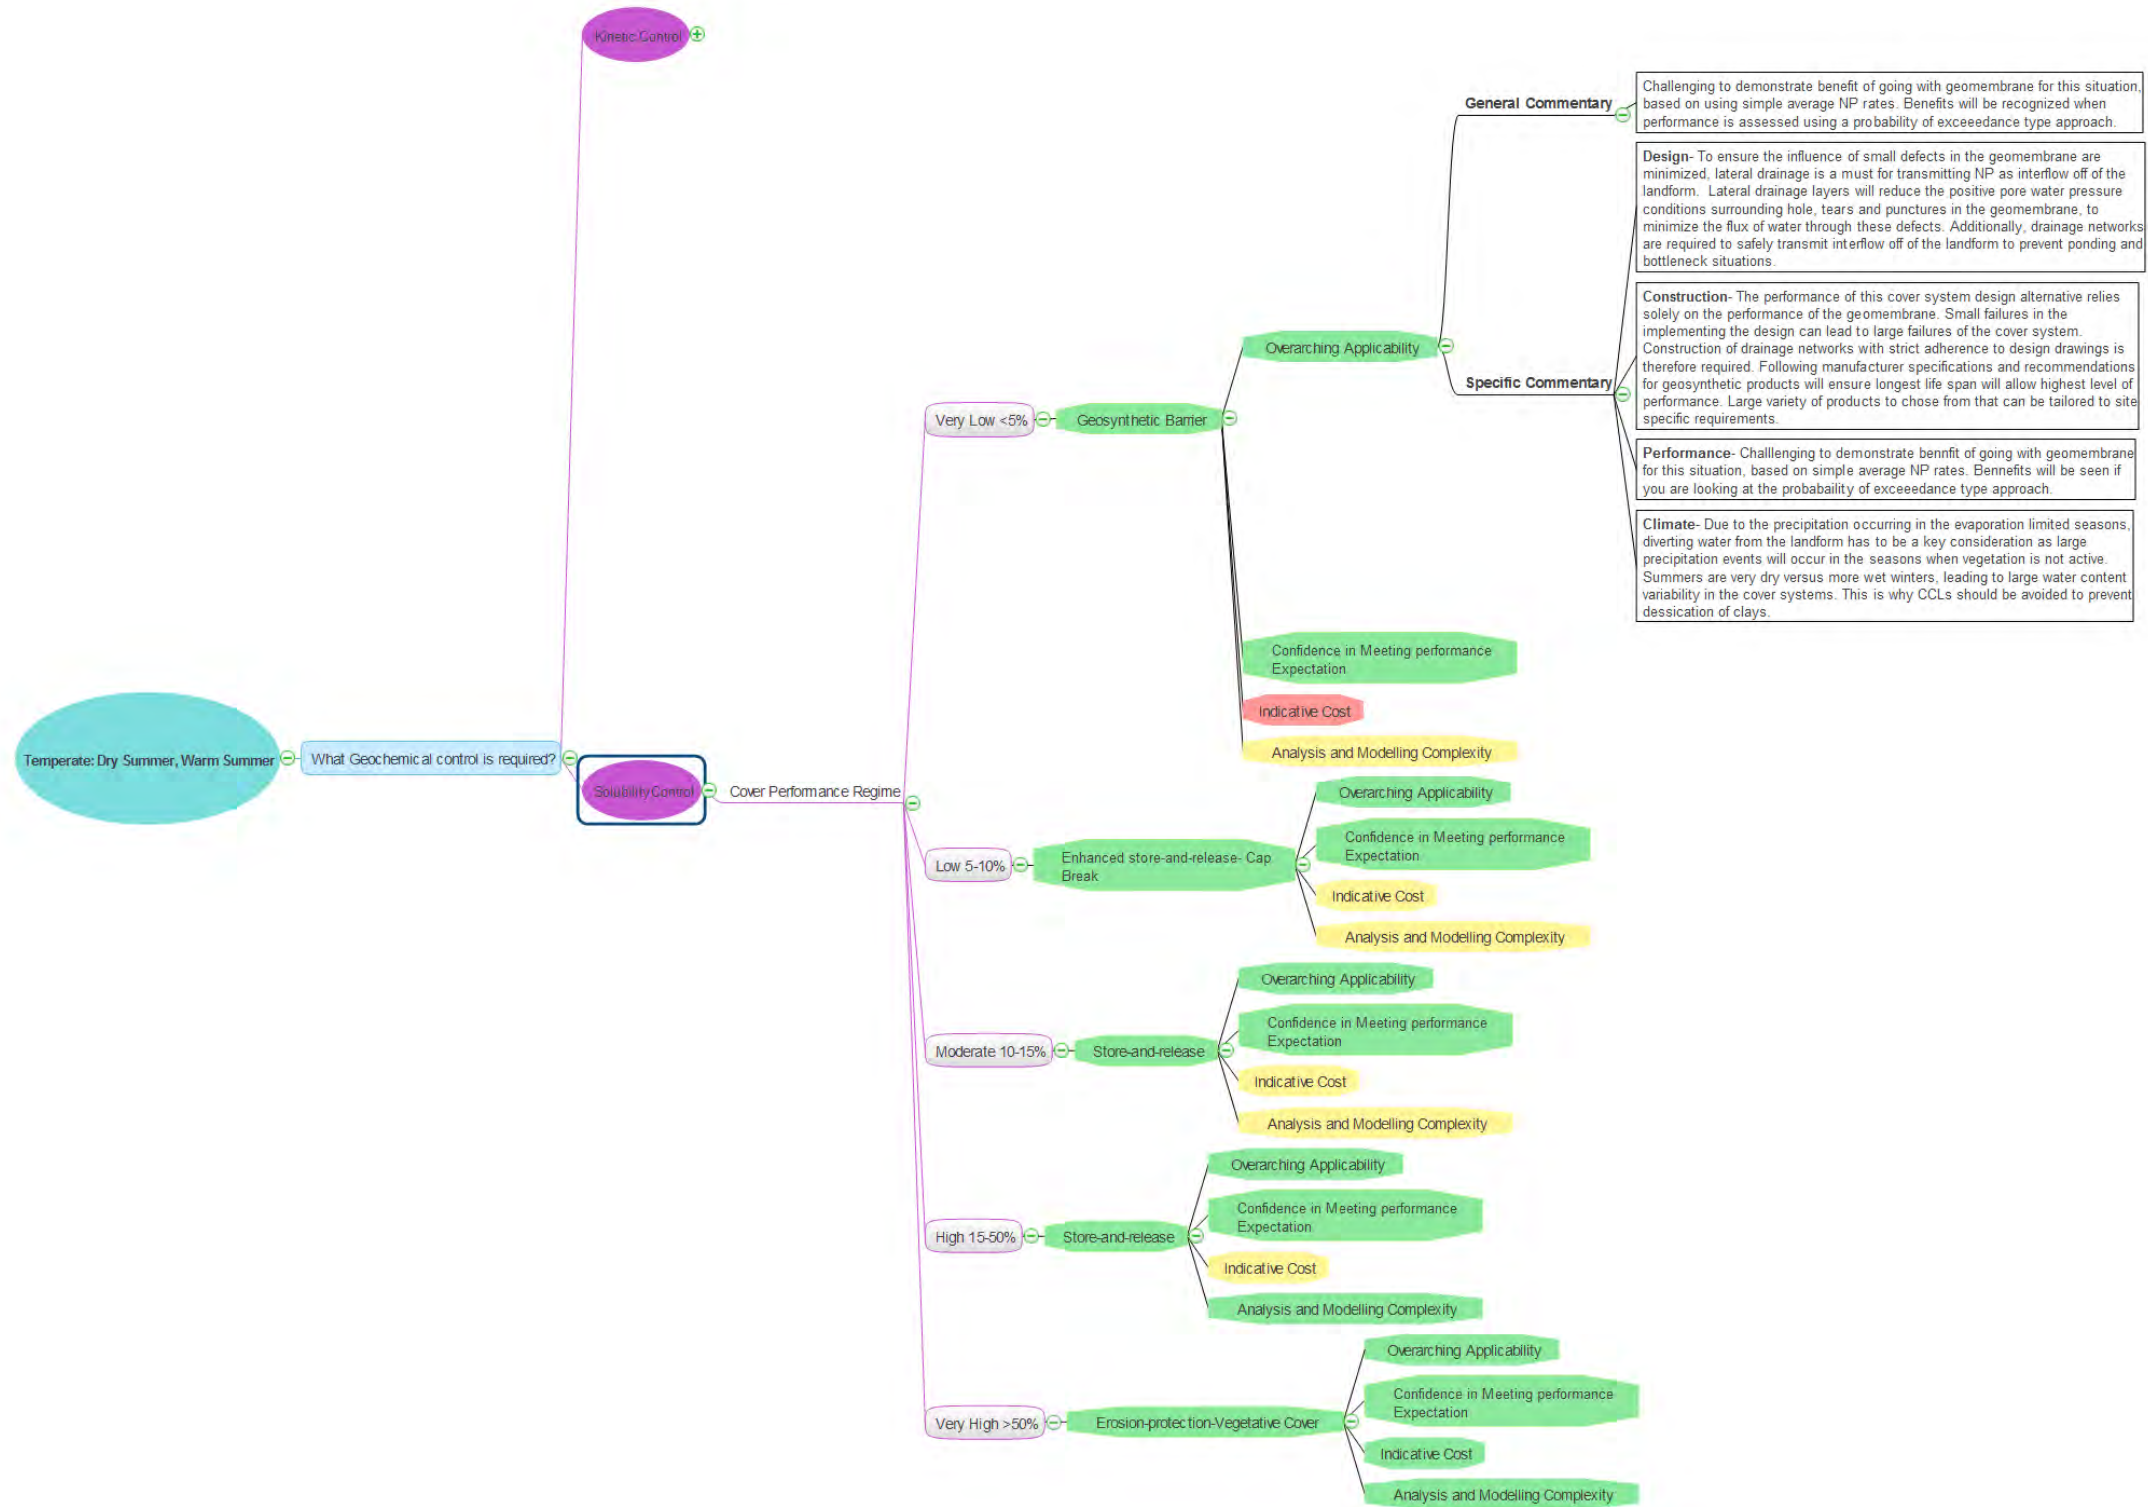 Kinetic Control
Temperate: Dry Summer, Warm Summer
What Geochemical control is required?
Solubility Control
Cover Performance Regime
Very Low <5%
Geosynthetic Barrier
Overarching Applicability
General Commentary
Challenging to demonstrate benefit of going with geomembrane for this situation,
based on using simple average NP rates. Benefits will be recognized when
performance is assessed using a probability of exceeedance type approach.
Specific Commentary
Design- To ensure the influence of small defects in the geomembrane are
minimized, lateral drainage is a must for transmitting NP as interflow off of the
landform. Lateral drainage layers will reduce the positive pore water pressure
conditions surrounding hole, tears and punctures in the geomembrane, to
minimize the flux of water through these defects. Additionally, drainage networks
are required to safely transmit interflow off of the landform to prevent ponding and
bottleneck situations.
Construction- The performance of this cover system design alternative relies
solely on the performance of the geomembrane. Small failures in the
implementing the design can lead to large failures of the cover system.
Construction of drainage networks with strict adherence to design drawings is
therefore required. Following manufacturer specifications and recommendations
for geosynthetic products will ensure longest life span will allow highest level of
performance. Large variety of products to chose from that can be tailored to site
specific requirements.
Performance- Challlenging to demonstrate bennfit of going with geomembrane
for this situation, based on simple average NP rates. Bennefits will be seen if
you are looking at the probabaility of exceeedance type approach.
Climate- Due to the precipitation occurring in the evaporation limited seasons,
diverting water from the landform has to be a key consideration as large
precipitation events will occur in the seasons when vegetation is not active.
Summers are very dry versus more wet winters, leading to large water content
variability in the cover systems. This is why CCLs should be avoided to prevent
dessication of clays.
Confidence in Meeting performance
Expectation
Indicative Cost
Analysis and Modelling Complexity
Low 5-10%
Enhanced store-and-release- Cap
Break
Overarching Applicability
Confidence in Meeting performance
Expectation
Indicative Cost
Analysis and Modelling Complexity
Moderate 10-15%
Store-and-release
Overarching Applicability
Confidence in Meeting performance
Expectation
Indicative Cost
Analysis and Modelling Complexity
High 15-50%
Store-and-release
Overarching Applicability
Confidence in Meeting performance
Expectation
Indicative Cost
Analysis and Modelling Complexity
Very High >50%
Erosion-protection-Vegetative Cover
Overarching Applicability
Confidence in Meeting performance
Expectation
Indicative Cost
Analysis and Modelling Complexity